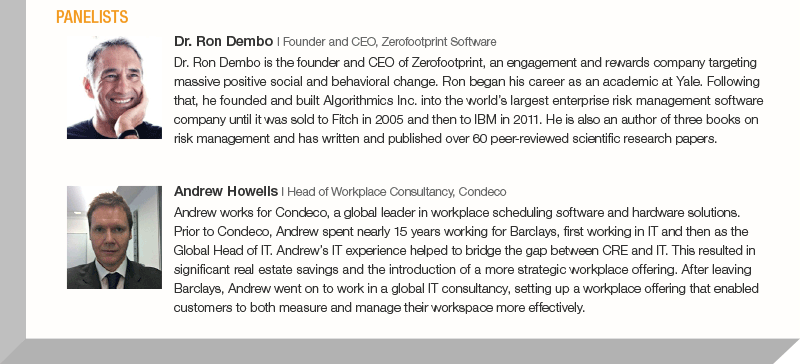 PANELISTS
Dr. Ron Dembo | Founder and CEO, Zerofootprint Software
Dr. Ron Dembo is the founder and CEO of Zerofootprint, an engagement and rewards company targeting
massive positive social and behavioral change. Ron began his career as an academic at Yale. Following
that, he founded and built Algorithmics Inc. into the world's largest enterprise risk management software
company until it was sold to Fitch in 2005 and then to IBM in 2011. He is also an author of three books on
risk management and has written and published over 60 peer-reviewed scientific research papers.
Andrew Howells | Head of Workplace Consultancy, Condeco
Andrew works for Condeco, a global leader in workplace scheduling software and hardware solutions.
Prior to Condeco, Andrew spent nearly 15 years working for Barclays, first working in IT and then as the
Global Head of IT. Andrew's IT experience helped to bridge the gap between CRE and IT. This resulted in
significant real estate savings and the introduction of a more strategic workplace offering. After leaving
Barclays, Andrew went on to work in a global IT consultancy, setting up a workplace offering that enabled
customers to both measure and manage their workspace more effectively.